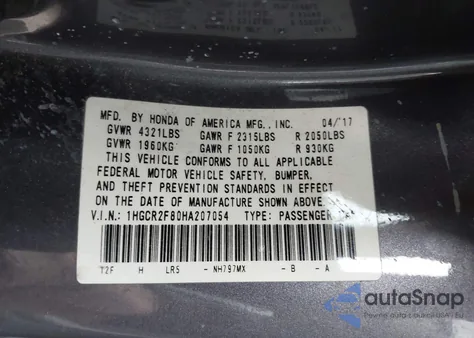 MFD. BY HONDA OF AMERICA MFG., INC. 04/'17
GVWR 4321LBS GAWR F 2315LBS R 2050LBS
GVWR 1960KG GAWR F 1050KG R 930KG
THIS VEHICLE CONFORMS TO ALL APPLICABLE
FEDERAL MOTOR VEHICLE SAFETY, BUMPER,
AND THEFT PREVENTION STANDARDS IN EFFECT
ON THE DATE OF MANUFACTURE SHOWN ABOVE.
V.I.N.: 1HGCR2F80HA207054 TYPE: PASSENGER
T2F H LR5 - NH797MX - B - A
autoSnap